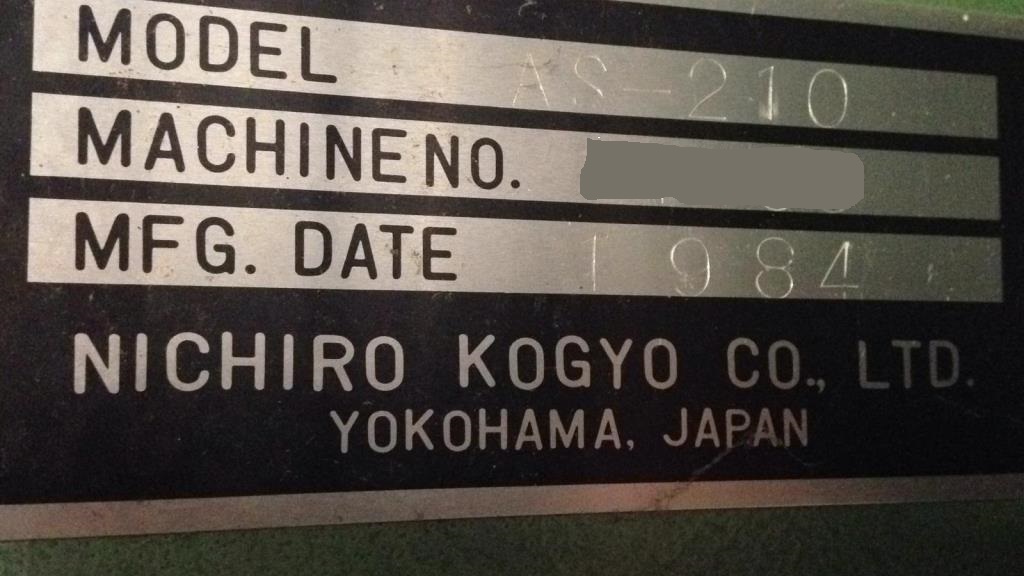 MODEL AS-210
MACHINE NO.
MFG. DATE 1984
NICHIRO KOGYO CO., LTD.
YOKOHAMA, JAPAN